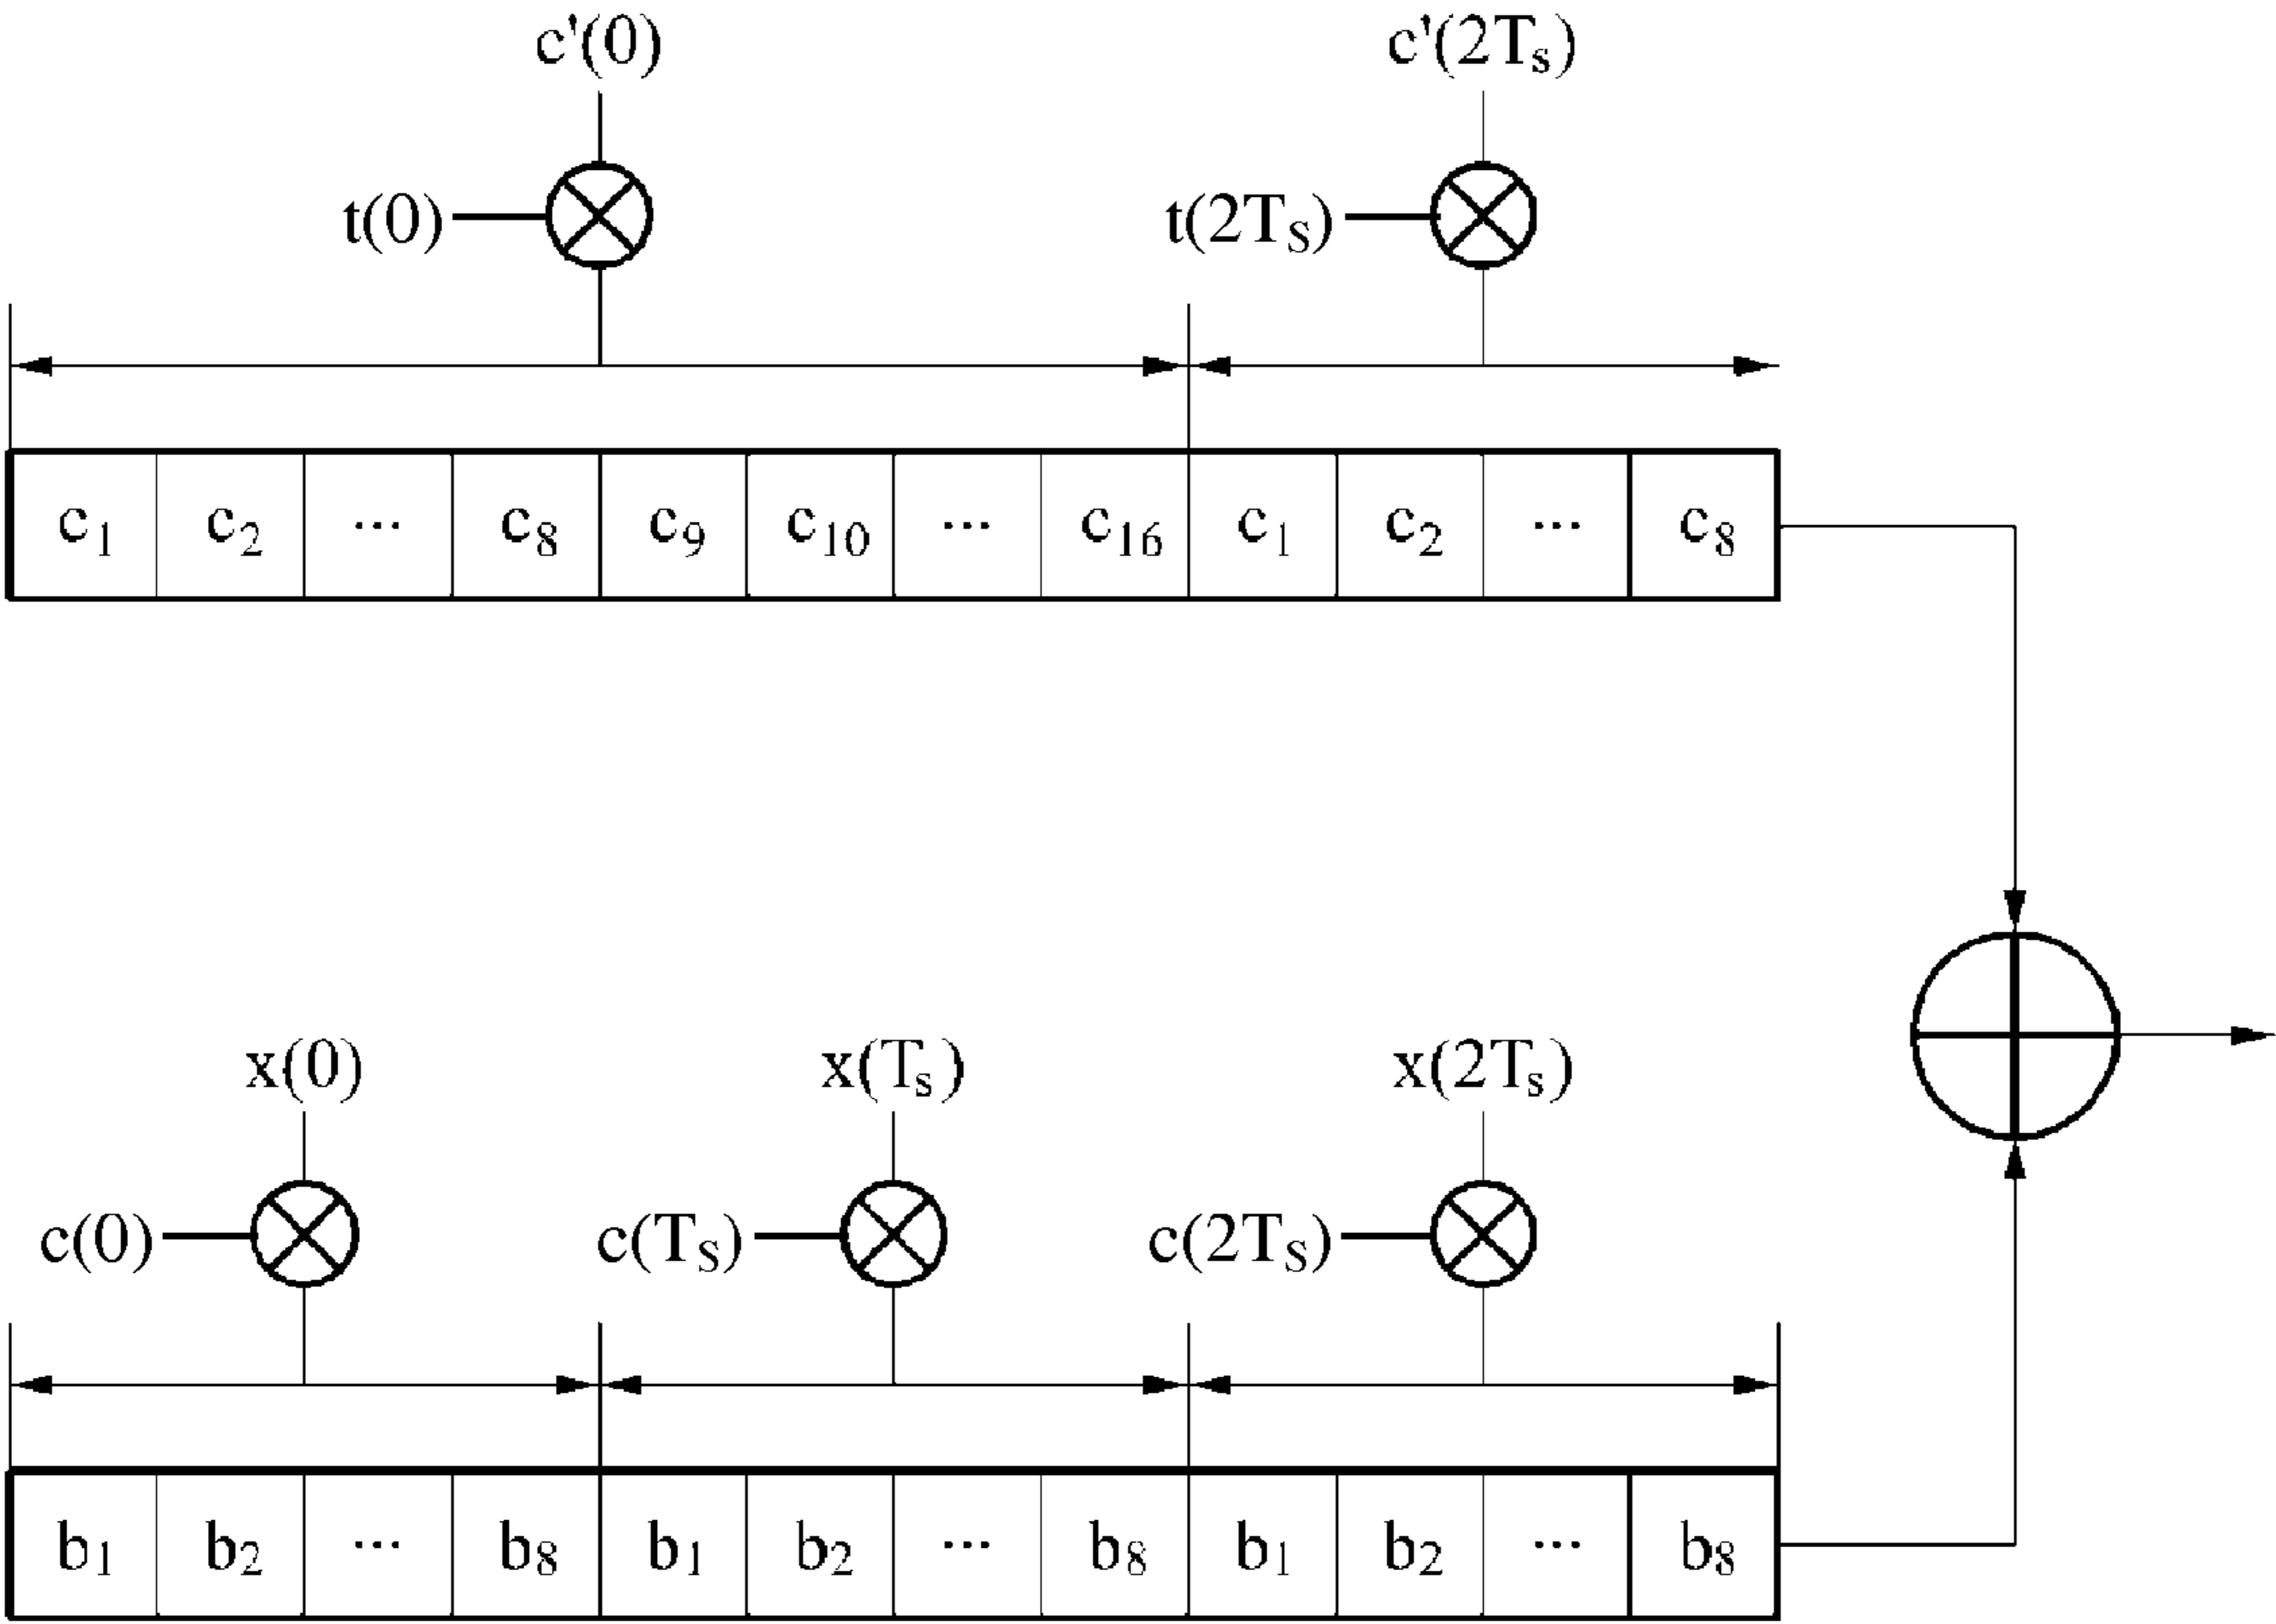 c'(0) c'(2Ts)
t(0) t(2TS)
c1 c2 ... c8 c9 c10 ... c16 c1 c2 ... c8
x(0) x(Ts) x(2Ts)
c(0) c(TS) c(2TS)
b1 b2 ... b8 b1 b2 ... b8 b1 b2 ... b8